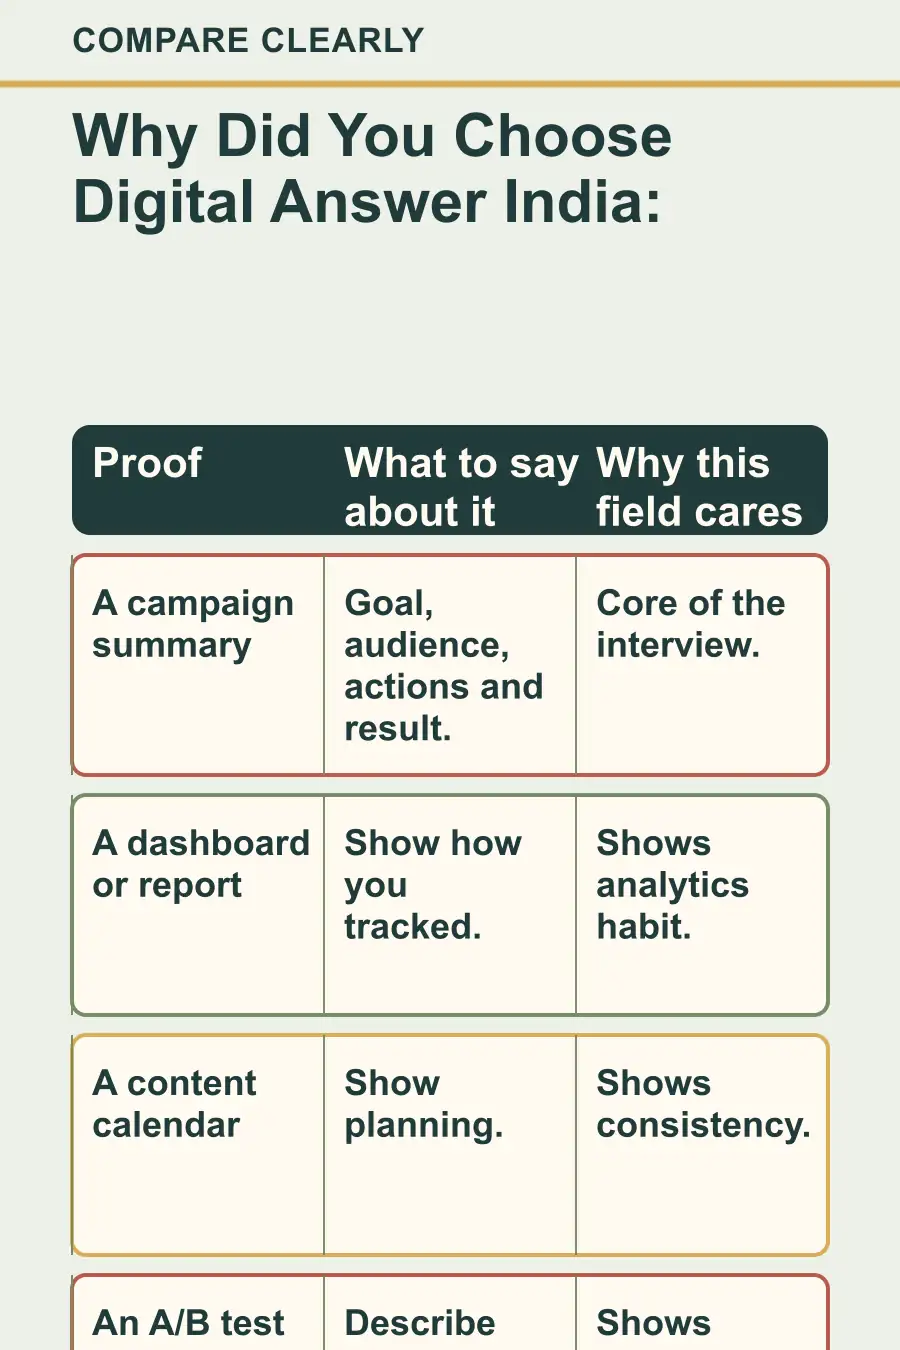 COMPARE CLEARLY
Why Did You Choose
Digital Answer India:
Proof
What to say
about it
Why this
field cares
A campaign
summary
Goal,
audience,
actions and
result.
Core of the
interview.
A dashboard
or report
Show how
you
tracked.
Shows
analytics
habit.
A content
calendar
Show
planning.
Shows
consistency.
An A/B test
Describe
Shows